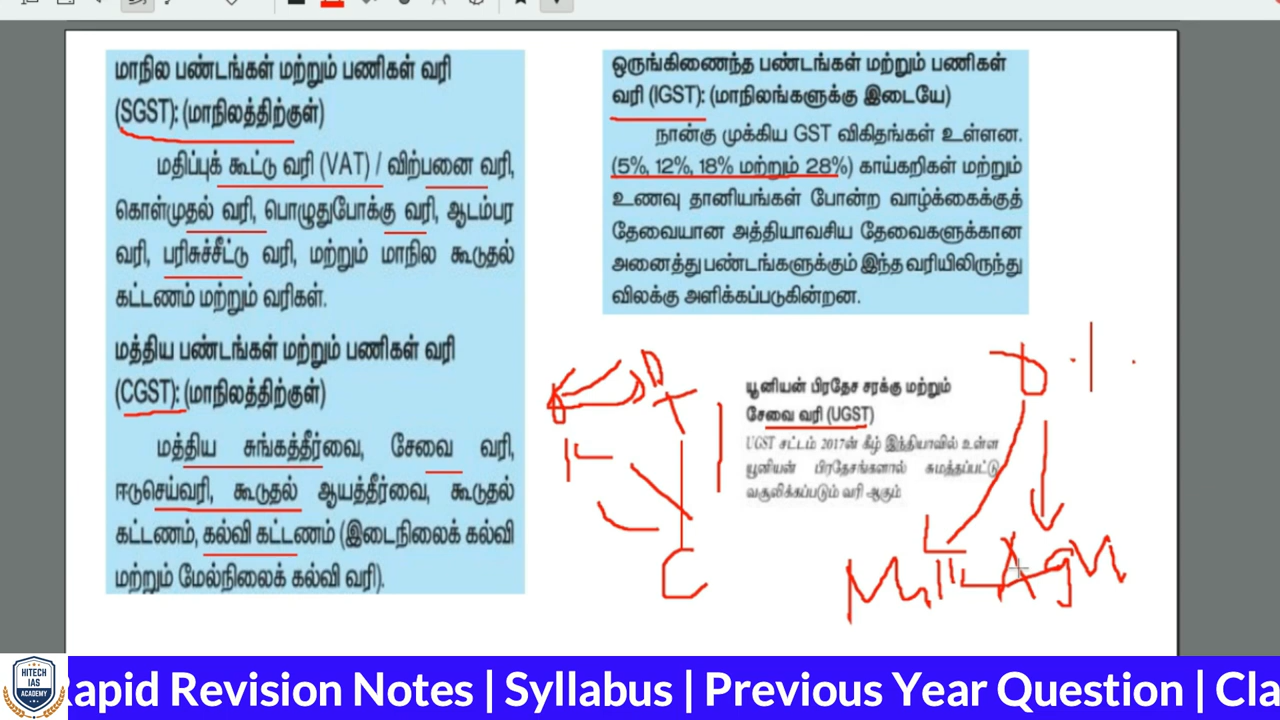 மாநில பண்டங்கள் மற்றும் பணிகள் வரி
(SGST): (மாநிலத்திற்குள்)
மதிப்புக் கூட்டு வரி (VAT) / விற்பனை வரி,
கொள்முதல் வரி, பொழுதுபோக்கு வரி, ஆடம்பர
வரி, பரிசுச்சீட்டு வரி, மற்றும் மாநில கூடுதல்
கட்டணம் மற்றும் வரிகள்.
மத்திய பண்டங்கள் மற்றும் பணிகள் வரி
(CGST): (மாநிலத்திற்குள்)
மத்திய சுங்கத்தீர்வை, சேவை வரி,
ஈடுசெய்வரி, கூடுதல் ஆயத்தீர்வை, கூடுதல்
கட்டணம், கல்வி கட்டணம் (இடைநிலைக் கல்வி
மற்றும் மேல்நிலைக் கல்வி வரி).
ஒருங்கிணைந்த பண்டங்கள் மற்றும் பணிகள்
வரி (IGST): (மாநிலங்களுக்கு இடையே)
நான்கு முக்கிய GST விகிதங்கள் உள்ளன.
(5%, 12%, 18% மற்றும் 28%) காய்கறிகள் மற்றும்
உணவு தானியங்கள் போன்ற வாழ்க்கைக்குத்
தேவையான அத்தியாவசிய தேவைகளுக்கான
அனைத்து பண்டங்களுக்கும் இந்த வரியிலிருந்து
விலக்கு அளிக்கப்படுகின்றன.
யூனியன் பிரதேச சரக்கு மற்றும்
சேவை வரி (UGST)
UGST சட்டம் 2017ன் கீழ் இந்தியாவில் உள்ள
யூனியன் பிரதேசங்களால் சுமத்தப்பட்டு
வசூலிக்கப்படும் வரி ஆகும்
C
HITECH
IAS
ACADEMY
Rapid Revision Notes | Syllabus | Previous Year Question | Cla